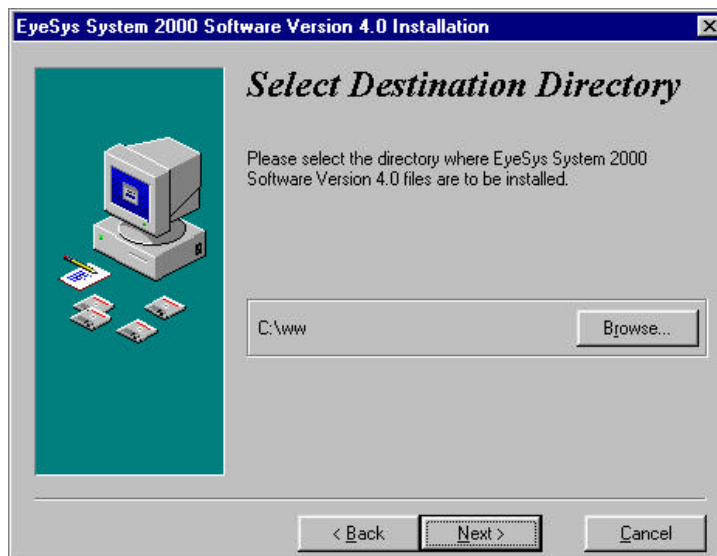 EyeSys System 2000 Software Version 4.0 Installation
Select Destination Directory
Please select the directory where EyeSys System 2000
Software Version 4.0 files are to be installed.
C:\ww
Browse...
< Back
Next >
Cancel